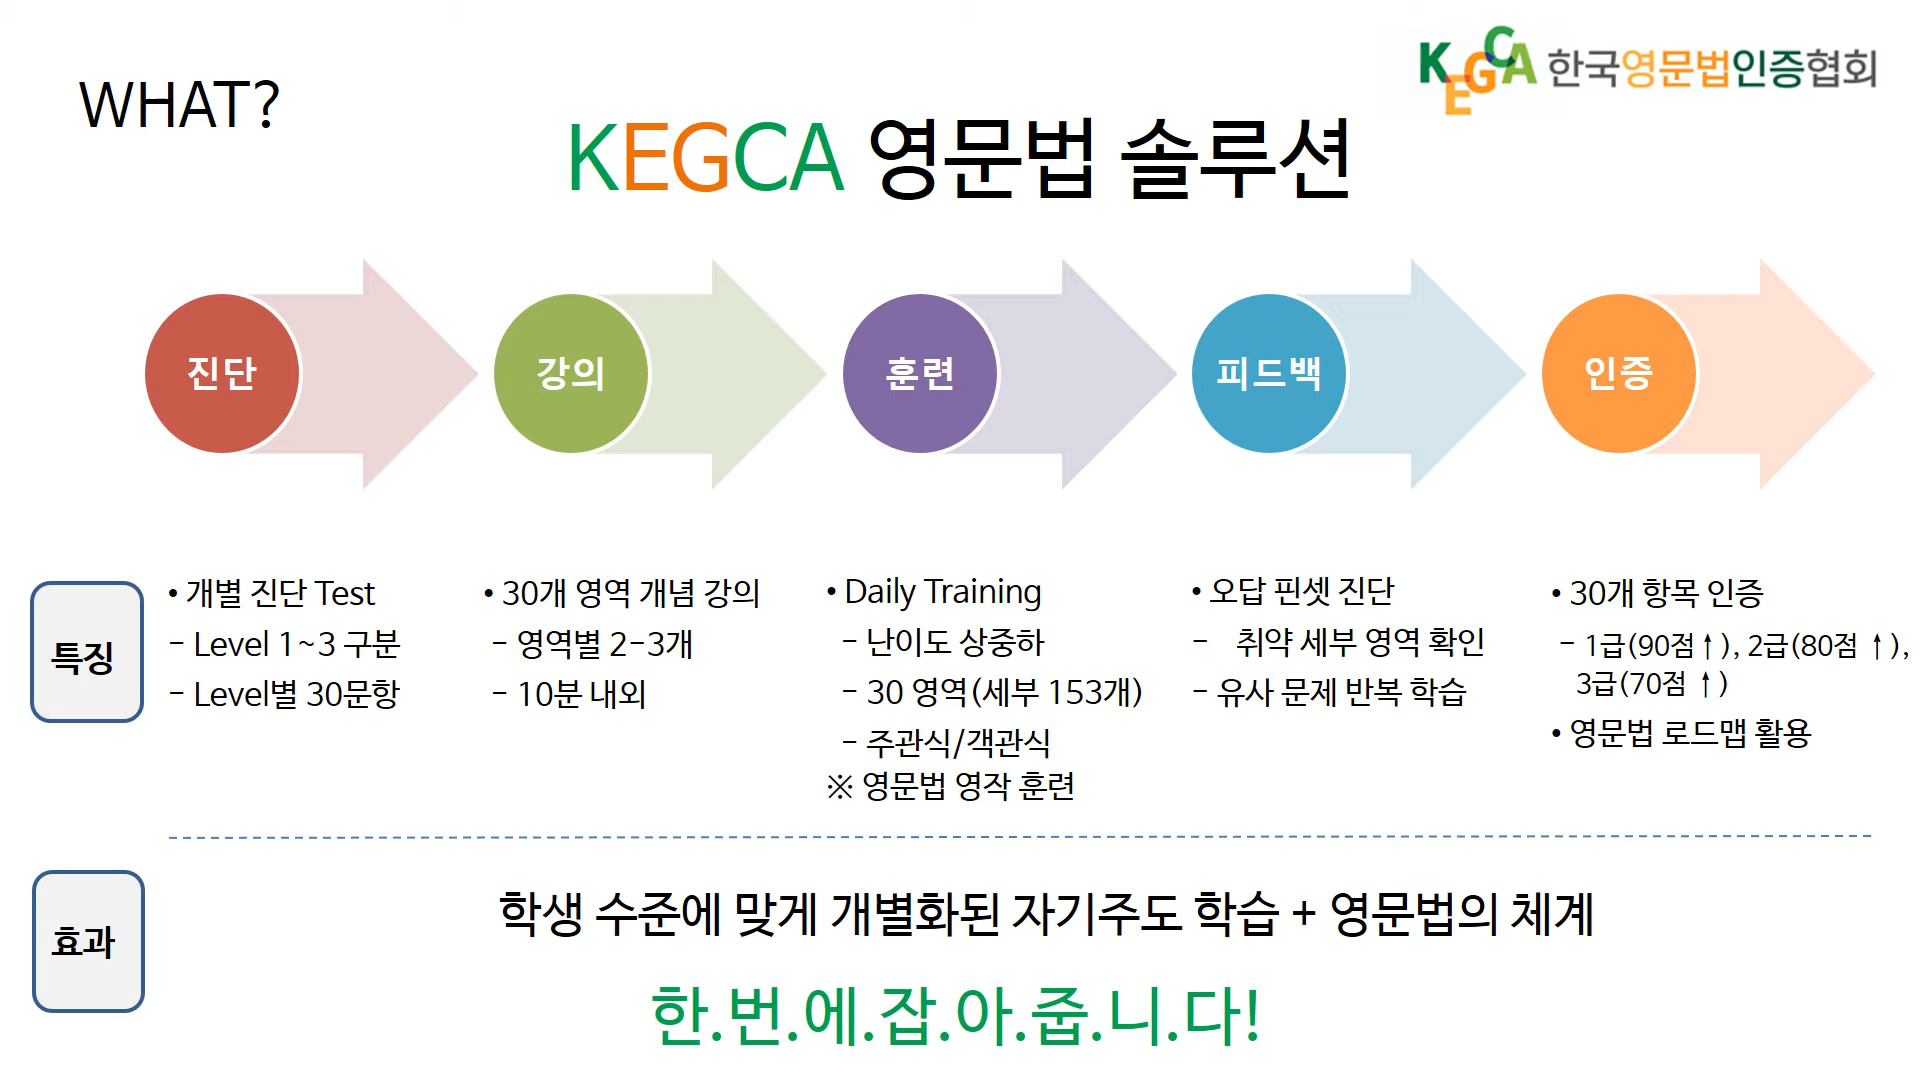 WHAT?
KEGCA 한국영문법인증협회
KEGCA 영문법 솔루션
진단
강의
훈련
피드백
인증
특징
• 개별 진단 Test
- Level 1~3 구분
- Level별 30문항
• 30개 영역 개념 강의
- 영역별 2-3개
- 10분 내외
• Daily Training
- 난이도 상중하
- 30 영역(세부 153개)
- 주관식/객관식
※ 영문법 영작 훈련
• 오답 핀셋 진단
- 취약 세부 영역 확인
- 유사 문제 반복 학습
• 30개 항목 인증
- 1급(90점↑), 2급(80점 ↑),
3급(70점 ↑)
• 영문법 로드맵 활용
효과
학생 수준에 맞게 개별화된 자기주도 학습 + 영문법의 체계
한.번.에.잡.아.줍.니.다!